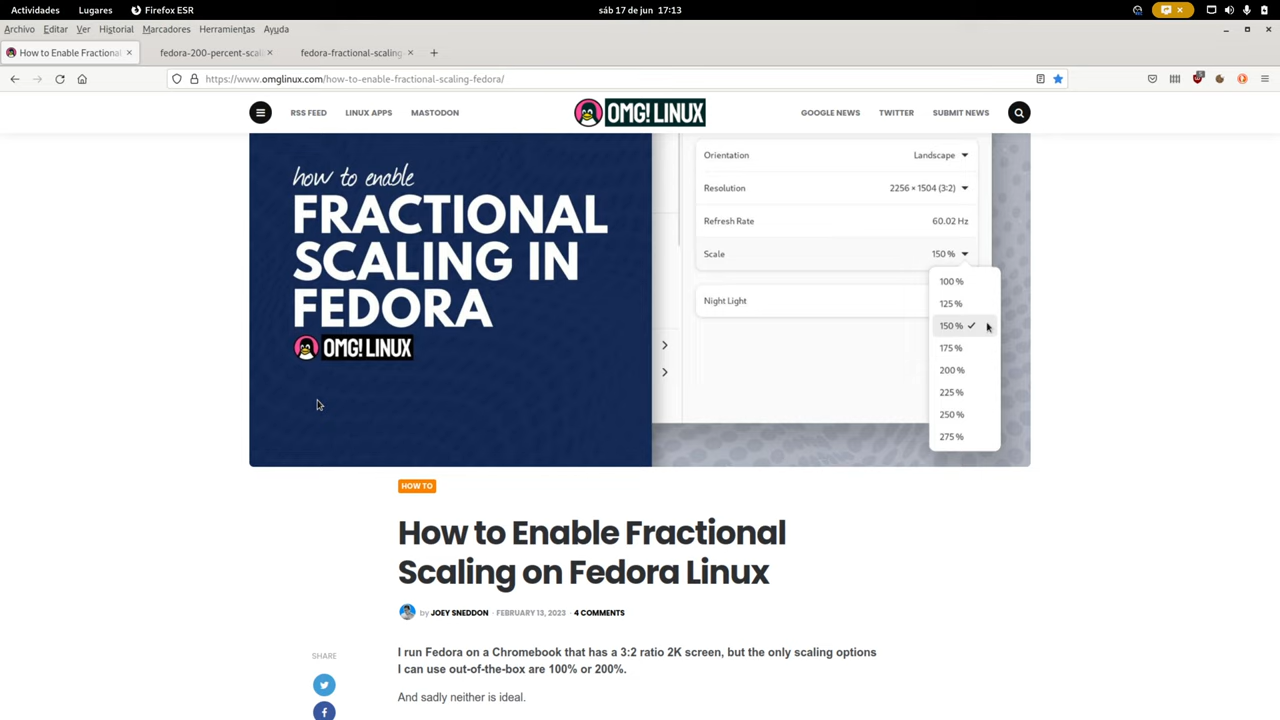 Actividades Lugares Firefox ESR sáb 17 de jun 17:13
Archivo Editar Ver Historial Marcadores Herramientas Ayuda
How to Enable Fractional fedora-200-percent-scal fedora-fractional-scaling-
https://www.omglinux.com/how-to-enable-fractional-scaling-fedora/
RSS FEED LINUX APPS MASTODON OMG! LINUX GOOGLE NEWS TWITTER SUBMIT NEWS
how to enable
FRACTIONAL
SCALING IN
FEDORA
OMG! LINUX
Orientation Landscape
Resolution 2256 × 1504 (3:2)
Refresh Rate 60.02 Hz
Scale 150 %
100 %
125 %
150 %
175 %
200 %
225 %
250 %
275 %
Night Light
HOW TO
How to Enable Fractional
Scaling on Fedora Linux
by JOEY SNEDDON · FEBRUARY 13, 2023 · 4 COMMENTS
SHARE
I run Fedora on a Chromebook that has a 3:2 ratio 2K screen, but the only scaling options
I can use out-of-the-box are 100% or 200%.
And sadly neither is ideal.